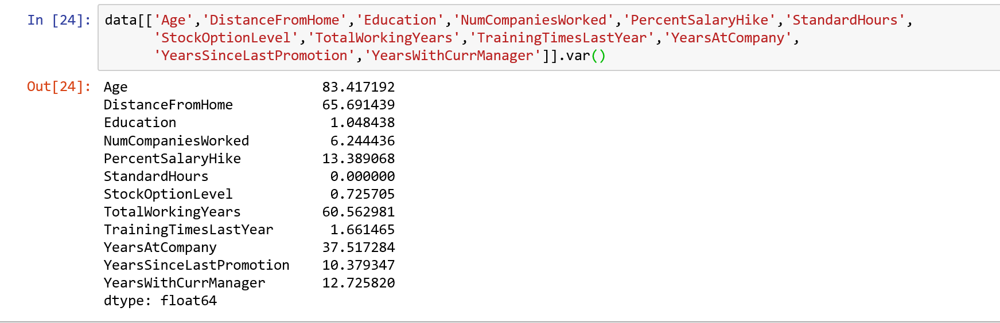 In [24]: data[['Age','DistanceFromHome','Education','NumCompaniesWorked','PercentSalaryHike','StandardHours',
'StockOptionLevel','TotalWorkingYears','TrainingTimesLastYear','YearsAtCompany',
'YearsSinceLastPromotion','YearsWithCurrManager']].var()
Out[24]: Age 83.417192
DistanceFromHome 65.691439
Education 1.048438
NumCompaniesWorked 6.244436
PercentSalaryHike 13.389068
StandardHours 0.000000
StockOptionLevel 0.725705
TotalWorkingYears 60.562981
TrainingTimesLastYear 1.661465
YearsAtCompany 37.517284
YearsSinceLastPromotion 10.379347
YearsWithCurrManager 12.725820
dtype: float64